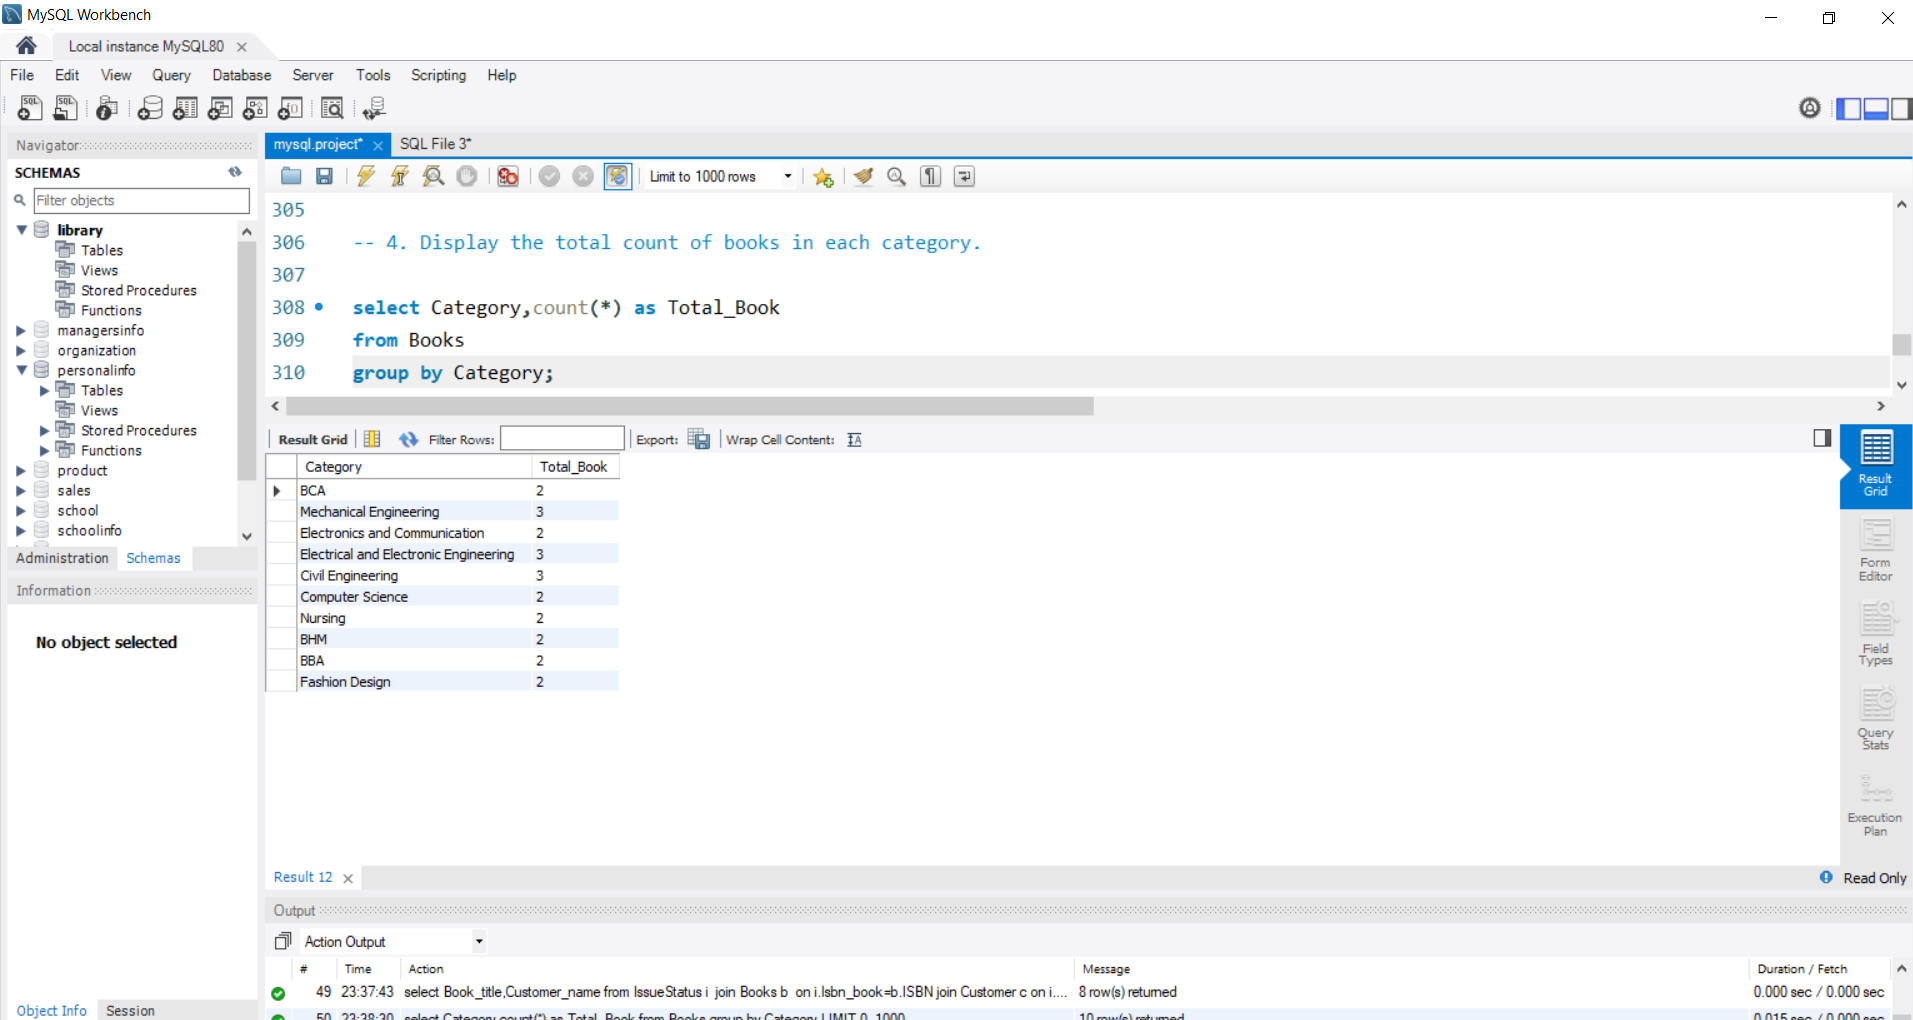 MySQL Workbench
Local instance MySQL80
File Edit View Query Database Server Tools Scripting Help
Navigator
SCHEMAS
Filter objects
library
Tables
Views
Stored Procedures
Functions
managersinfo
organization
personalinfo
Tables
Views
Stored Procedures
Functions
product
sales
school
schoolinfo
Administration Schemas
Information
No object selected
Object Info Session
mysql.project* SQL File 3*
Limit to 1000 rows
305
306 -- 4. Display the total count of books in each category.
307
308 select Category,count(*) as Total_Book
309 from Books
310 group by Category;
Result Grid Filter Rows: Export: Wrap Cell Content:
Category Total_Book
BCA 2
Mechanical Engineering 3
Electronics and Communication 2
Electrical and Electronic Engineering 3
Civil Engineering 3
Computer Science 2
Nursing 2
BHM 2
BBA 2
Fashion Design 2
Result
Grid
Form
Editor
Field
Types
Query
Stats
Execution
Plan
Result 12 Read Only
Output
Action Output
# Time Action Message Duration / Fetch
49 23:37:43 select Book_title,Customer_name from IssueStatus i join Books b on i.Isbn_book=b.ISBN join Customer c on i.... 8 row(s) returned 0.000 sec / 0.000 sec
50 23:38:30 select Category,count(*) as Total_Book from Books group by Category LIMIT 0, 1000 10 row(s) returned 0.015 sec / 0.000 sec